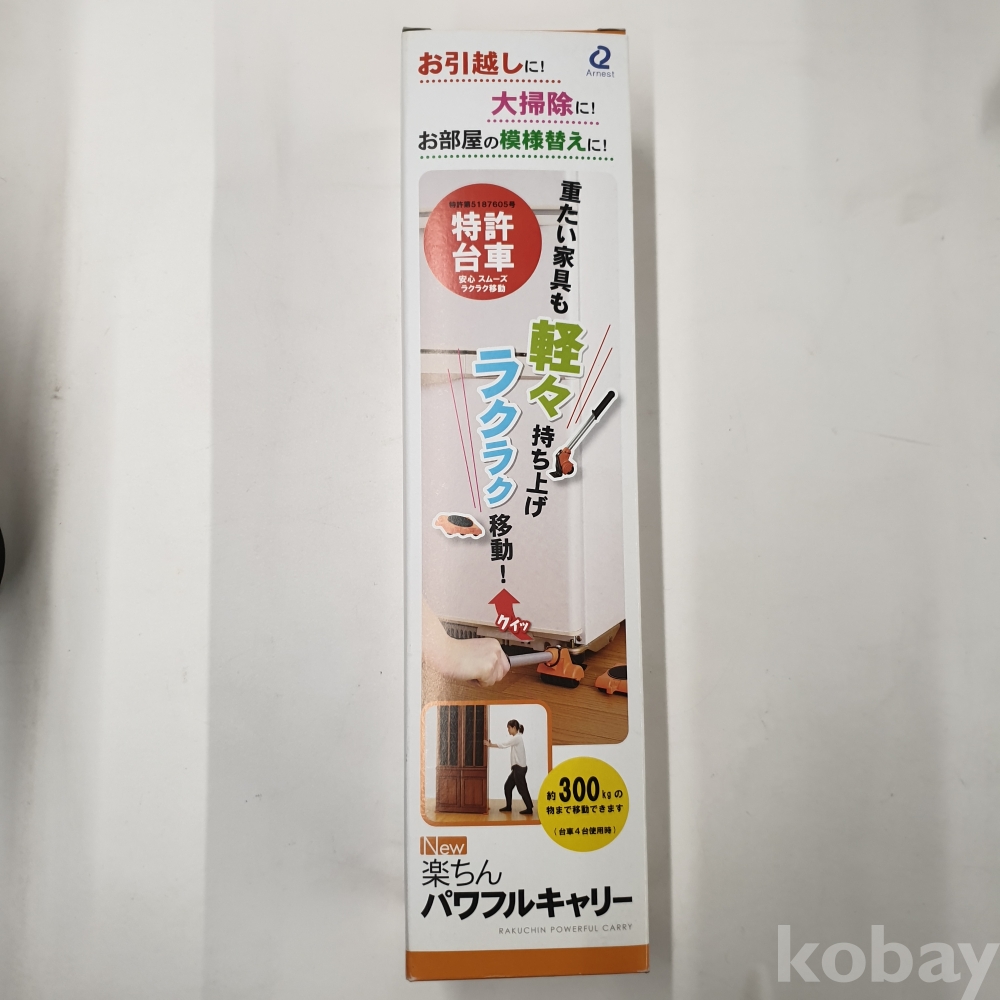 お引越しに!
Arnest
大掃除に!
お部屋の模様替えに!
特許第5187605号
特許
台車
安心 スムーズ
ラクラク移動
重たい家具も
軽々持ち上げ
ラクラク移動!
クイッ
約300kgの
物まで移動できます
(台車4台使用時)
New
楽ちん
パワフルキャリー
RAKUCHIN POWERFUL CARRY
kobay